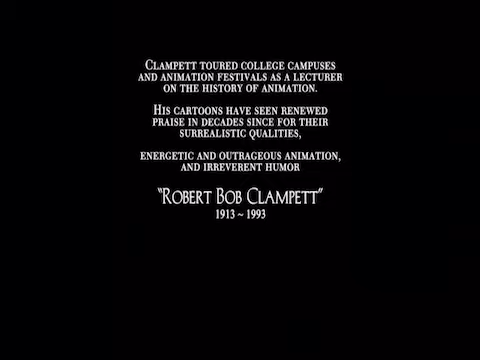 CLAMPETT TOURED COLLEGE CAMPUSES
AND ANIMATION FESTIVALS AS A LECTURER
ON THE HISTORY OF ANIMATION.
HIS CARTOONS HAVE SEEN RENEWED
PRAISE IN DECADES SINCE FOR THEIR
SURREALISTIC QUALITIES,
ENERGETIC AND OUTRAGEOUS ANIMATION,
AND IRREVERENT HUMOR
"ROBERT BOB CLAMPETT"
1913 ~ 1993